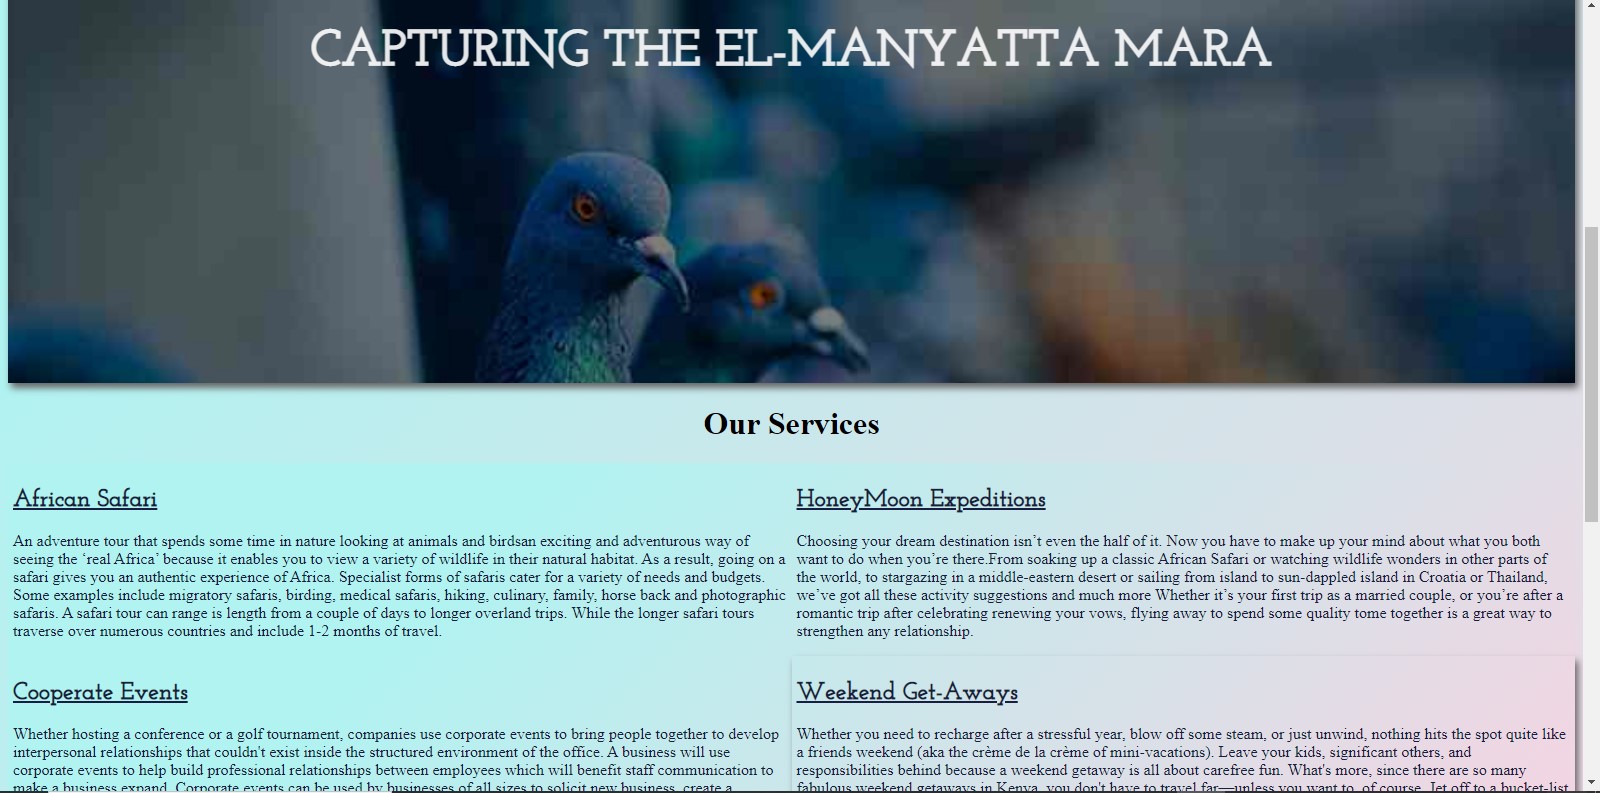 CAPTURING THE EL-MANYATTA MARA
Our Services
African Safari
An adventure tour that spends some time in nature looking at animals and birdsan exciting and adventurous way of
seeing the ‘real Africa’ because it enables you to view a variety of wildlife in their natural habitat. As a result, going on a
safari gives you an authentic experience of Africa. Specialist forms of safaris cater for a variety of needs and budgets.
Some examples include migratory safaris, birding, medical safaris, hiking, culinary, family, horse back and photographic
safaris. A safari tour can range is length from a couple of days to longer overland trips. While the longer safari tours
traverse over numerous countries and include 1-2 months of travel.
HoneyMoon Expeditions
Choosing your dream destination isn’t even the half of it. Now you have to make up your mind about what you both
want to do when you’re there.From soaking up a classic African Safari or watching wildlife wonders in other parts of
the world, to stargazing in a middle-eastern desert or sailing from island to sun-dappled island in Croatia or Thailand,
we’ve got all these activity suggestions and much more Whether it’s your first trip as a married couple, or you’re after a
romantic trip after celebrating renewing your vows, flying away to spend some quality tome together is a great way to
strengthen any relationship.
Cooperate Events
Whether hosting a conference or a golf tournament, companies use corporate events to bring people together to develop
interpersonal relationships that couldn't exist inside the structured environment of the office. A business will use
corporate events to help build professional relationships between employees which will benefit staff communication to
make a business expand. Corporate events can be used by businesses of all sizes to solicit new business, create a
Weekend Get-Aways
Whether you need to recharge after a stressful year, blow off some steam, or just unwind, nothing hits the spot quite like
a friends weekend (aka the crème de la crème of mini-vacations). Leave your kids, significant others, and
responsibilities behind because a weekend getaway is all about carefree fun. What's more, since there are so many
fabulous weekend getaways in Kenya, you don't have to travel far—unless you want to, of course. Jet off to a bucket-list